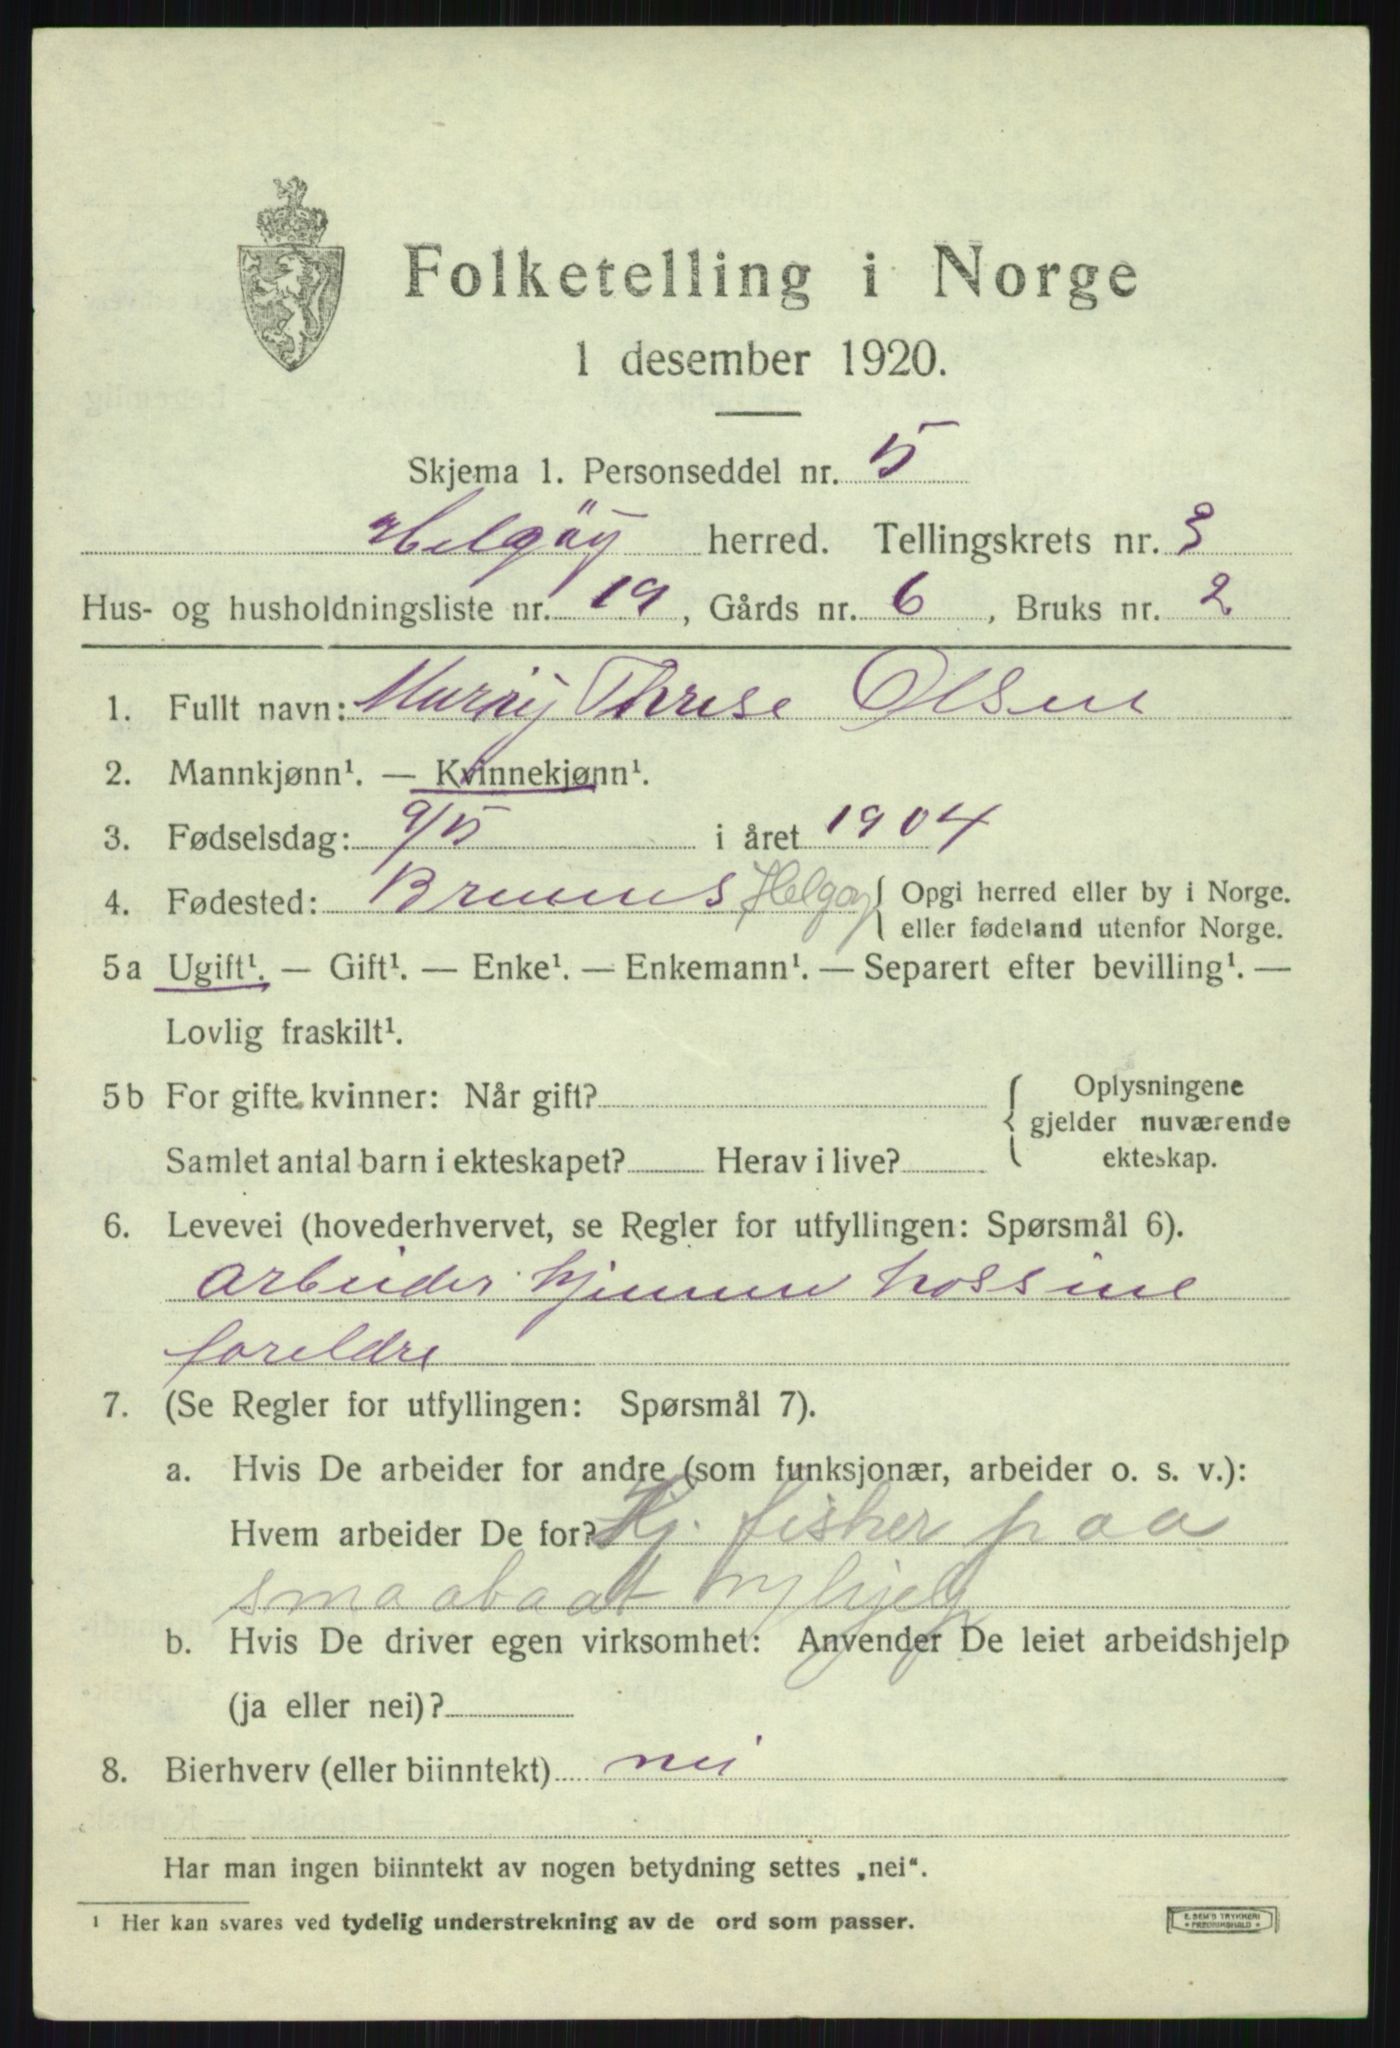 Folketelling i Norge
1 desember 1920.
Skjema 1. Personseddel nr. 5
Helgöy herred. Tellingskrets nr. 3
Hus- og husholdningsliste nr. 19, Gårds nr. 6, Bruks nr. 2
1. Fullt navn: Olsen
2. Mannkjønn¹. — Kvinnekjønn¹.
3. Fødselsdag: 9/5 i året 1904
4. Fødested: Helgøy { Opgi herred eller by i Norge.
eller fødeland utenfor Norge.
5a Ugift¹. — Gift¹. — Enke¹. — Enkemann¹. — Separert efter bevilling¹. —
Lovlig fraskilt¹.
5b For gifte kvinner: Når gift? { Oplysningene
gjelder nuværende
Samlet antal barn i ekteskapet? Herav i live? ekteskap.
6. Levevei (hovederhvervet, se Regler for utfyllingen: Spørsmål 6).
arbeider hjemme hos sine
foreldre
7. (Se Regler for utfyllingen: Spørsmål 7).
a. Hvis De arbeider for andre (som funksjonær, arbeider o. s. v.):
Hvem arbeider De for? fisker paa
smaabaat
b. Hvis De driver egen virksomhet: Anvender De leiet arbeidshjelp
(ja eller nei)?
8. Bierhverv (eller biinntekt) nei
Har man ingen biinntekt av nogen betydning settes „nei“.
¹ Her kan svares ved tydelig understrekning av de ord som passer.
E. SEM'S TRYKKERI
FREDRIKSHALD